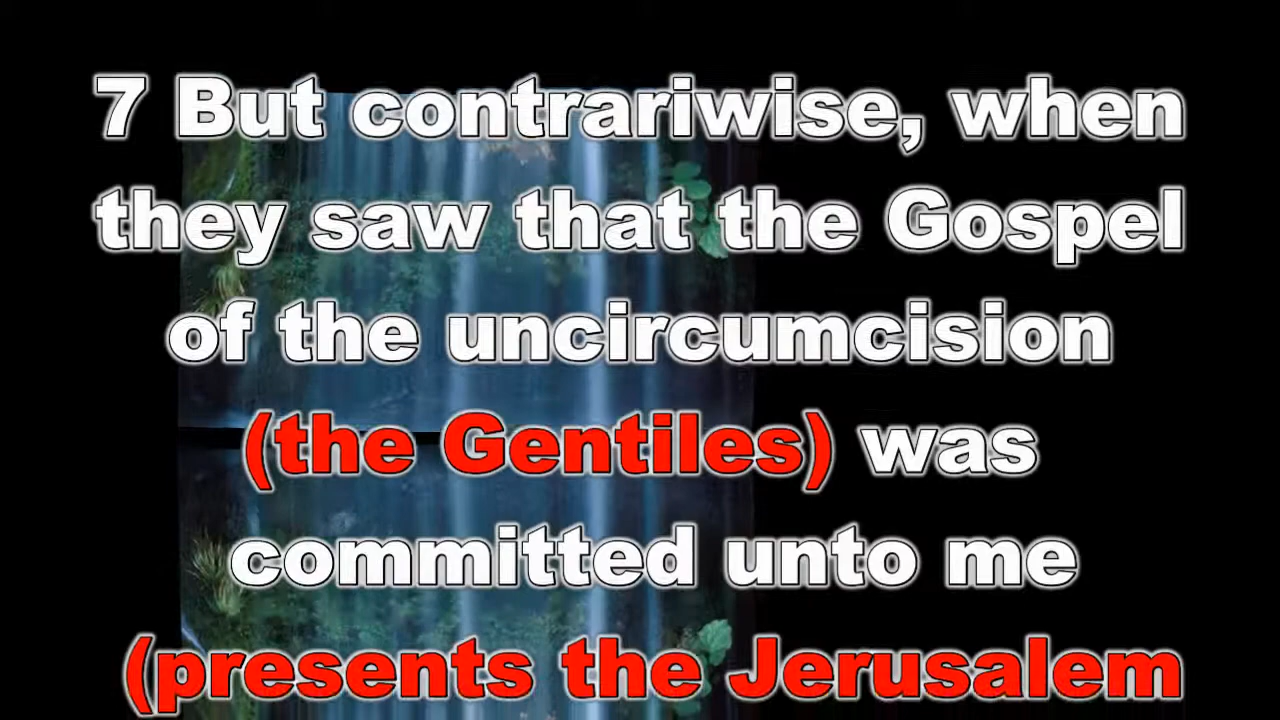 7 But contrariwise, when
they saw that the Gospel
of the uncircumcision
(the Gentiles) was
committed unto me
(presents the Jerusalem